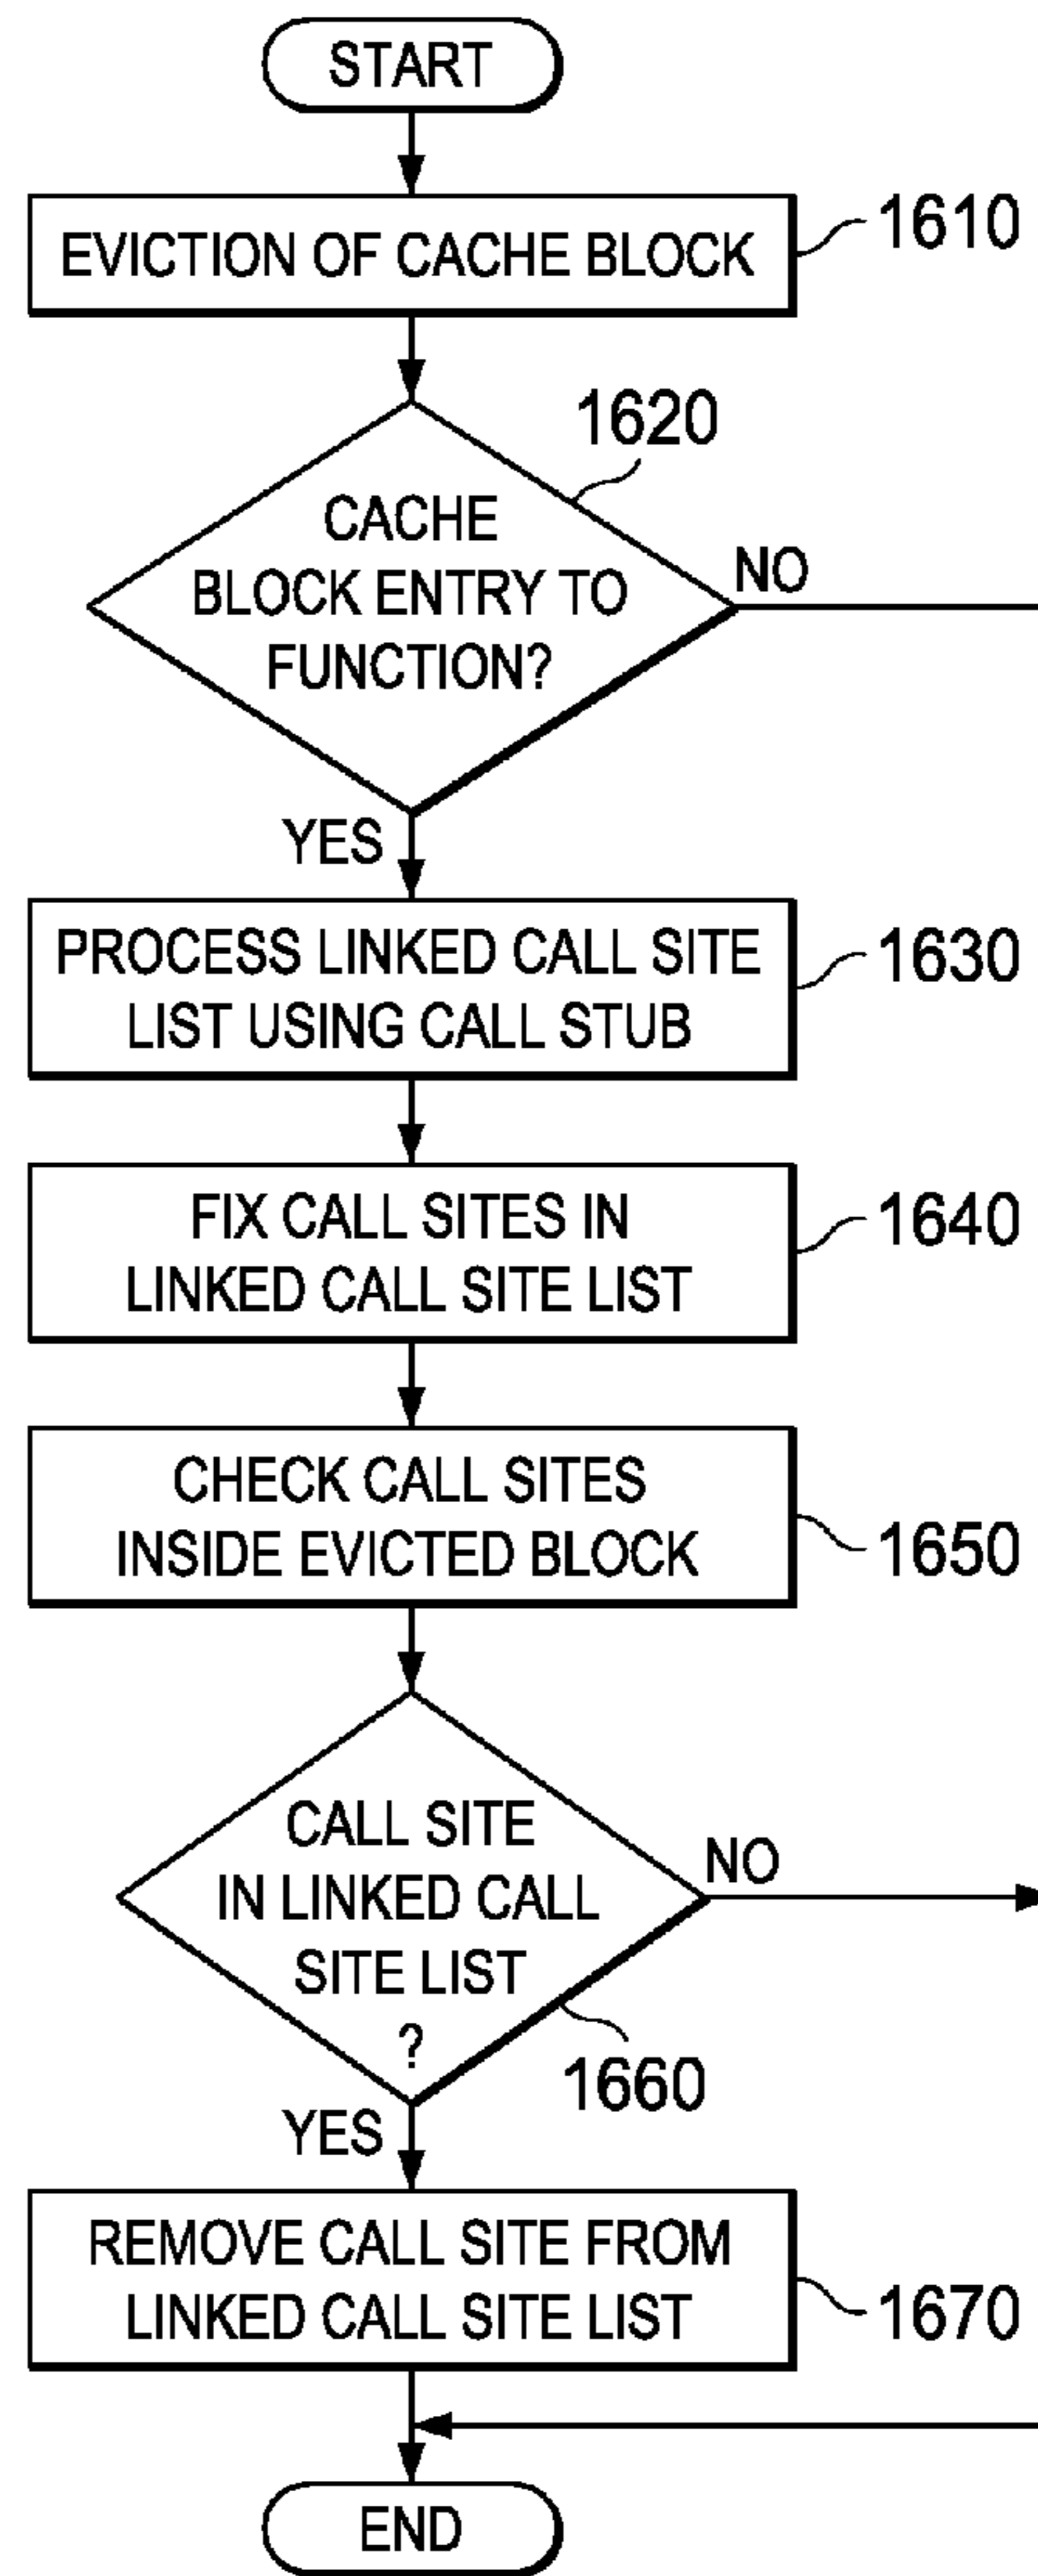 START
EVICTION OF CACHE BLOCK
1610
1620
CACHE
BLOCK ENTRY TO
FUNCTION?
NO
YES
PROCESS LINKED CALL SITE
LIST USING CALL STUB
1630
FIX CALL SITES IN
LINKED CALL SITE LIST
1640
CHECK CALL SITES
INSIDE EVICTED BLOCK
1650
CALL SITE
IN LINKED CALL
SITE LIST
?
NO
1660
YES
REMOVE CALL SITE FROM
LINKED CALL SITE LIST
1670
END